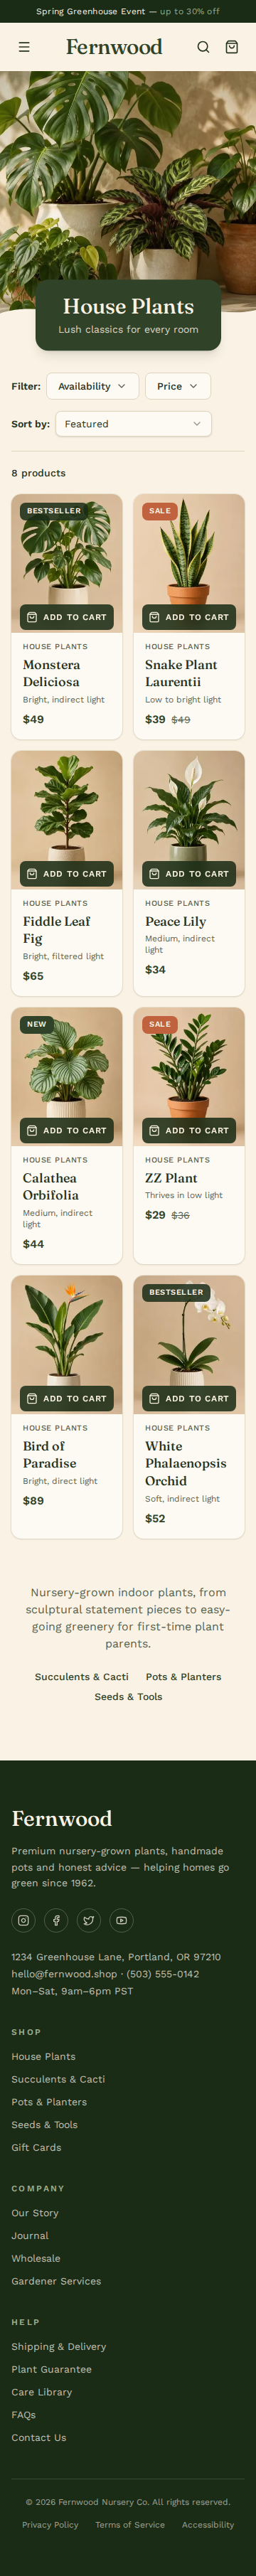 Spring Greenhouse Event — up to 30% off
Fernwood
House Plants
Lush classics for every room
Filter: Availability Price
Sort by: Featured
8 products
BESTSELLER
ADD TO CART
HOUSE PLANTS
Monstera
Deliciosa
Bright, indirect light
$49
SALE
ADD TO CART
HOUSE PLANTS
Snake Plant
Laurentii
Low to bright light
$39 $49
ADD TO CART
HOUSE PLANTS
Fiddle Leaf
Fig
Bright, filtered light
$65
ADD TO CART
HOUSE PLANTS
Peace Lily
Medium, indirect
light
$34
NEW
ADD TO CART
HOUSE PLANTS
Calathea
Orbifolia
Medium, indirect
light
$44
SALE
ADD TO CART
HOUSE PLANTS
ZZ Plant
Thrives in low light
$29 $36
ADD TO CART
HOUSE PLANTS
Bird of
Paradise
Bright, direct light
$89
BESTSELLER
ADD TO CART
HOUSE PLANTS
White
Phalaenopsis
Orchid
Soft, indirect light
$52
Nursery-grown indoor plants, from
sculptural statement pieces to easy-
going greenery for first-time plant
parents.
Succulents & Cacti Pots & Planters
Seeds & Tools
Fernwood
Premium nursery-grown plants, handmade
pots and honest advice — helping homes go
green since 1962.
1234 Greenhouse Lane, Portland, OR 97210
hello@fernwood.shop · (503) 555-0142
Mon–Sat, 9am–6pm PST
SHOP
House Plants
Succulents & Cacti
Pots & Planters
Seeds & Tools
Gift Cards
COMPANY
Our Story
Journal
Wholesale
Gardener Services
HELP
Shipping & Delivery
Plant Guarantee
Care Library
FAQs
Contact Us
© 2026 Fernwood Nursery Co. All rights reserved.
Privacy Policy Terms of Service Accessibility